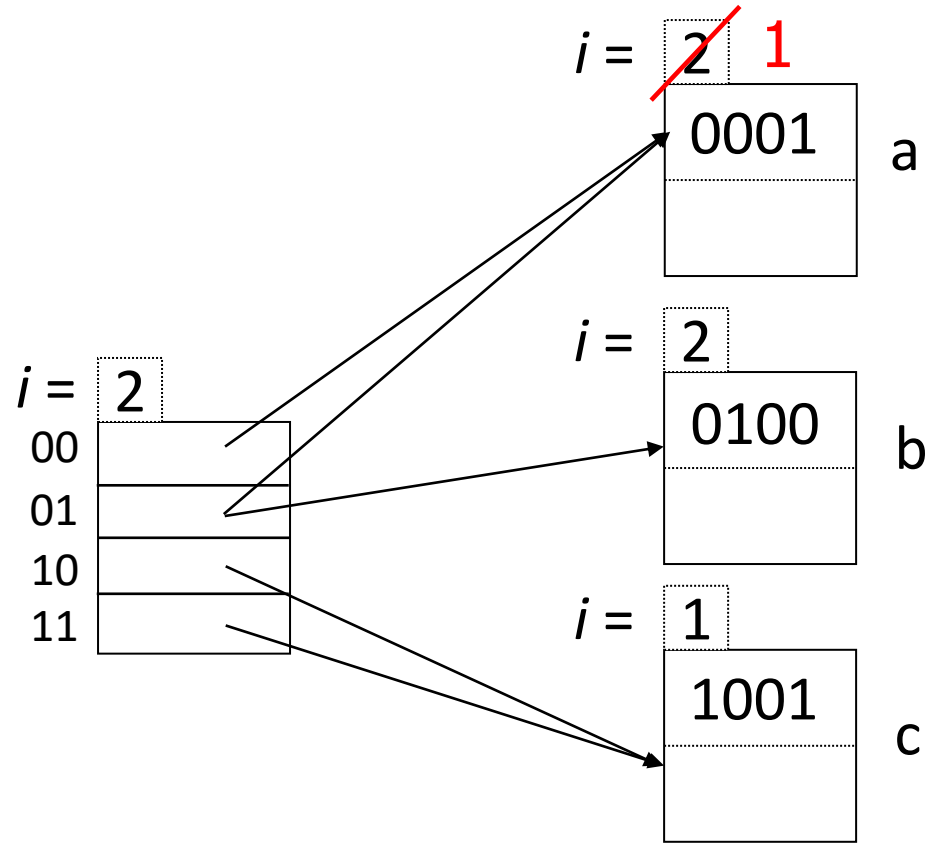 i = 2 1
0001
a
i = 2
0100
b
i = 2
00
01
10
11
i = 1
1001
c